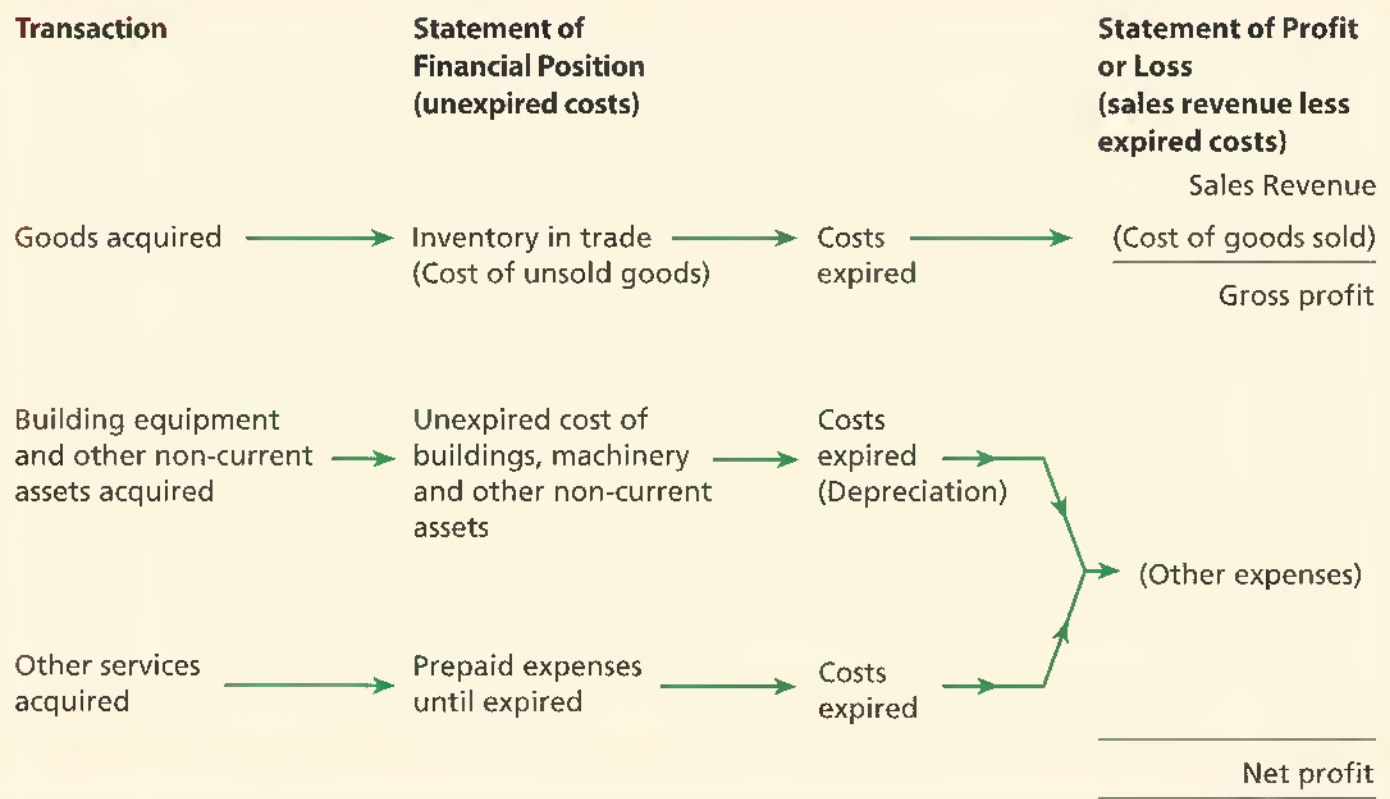 Transaction
Statement of
Financial Position
(unexpired costs)
Statement of Profit
or Loss
(sales revenue less
expired costs)
Sales Revenue
Goods acquired
Inventory in trade
(Cost of unsold goods)
Costs
expired
(Cost of goods sold)
Gross profit
Building equipment
and other non-current
assets acquired
Unexpired cost of
buildings, machinery
and other non-current
assets
Costs
expired
(Depreciation)
(Other expenses)
Other services
acquired
Prepaid expenses
until expired
Costs
expired
Net profit